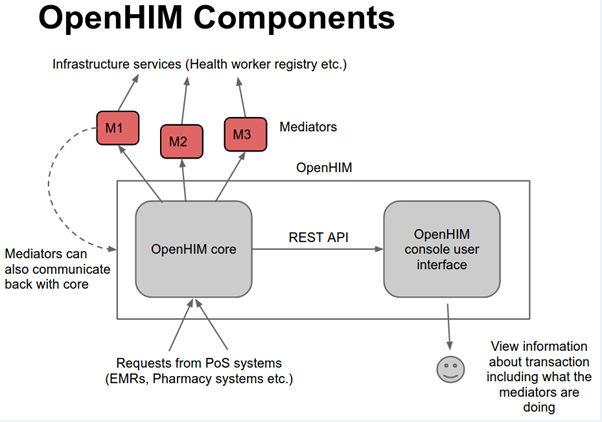 OpenHIM Components
Infrastructure services (Health worker registry etc.)
M1
M2
M3
Mediators
OpenHIM
OpenHIM core
REST API
OpenHIM
console user
interface
Mediators can
also communicate
back with core
Requests from PoS systems
(EMRs, Pharmacy systems etc.)
View information
about transaction
including what the
mediators are
doing